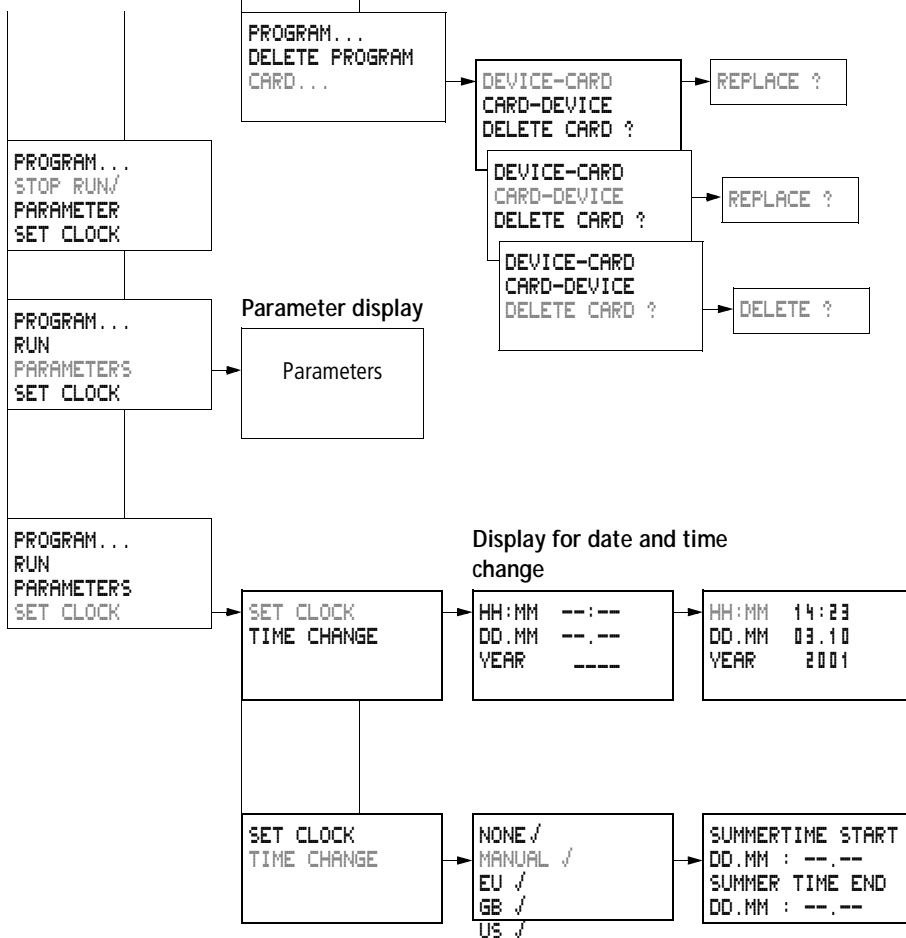 PROGRAM...
DELETE PROGRAM
CARD...
DEVICE-CARD
CARD-DEVICE
DELETE CARD ?
REPLACE ?
DEVICE-CARD
CARD-DEVICE
DELETE CARD ?
REPLACE ?
DEVICE-CARD
CARD-DEVICE
DELETE CARD ?
DELETE ?
PROGRAM...
STOP RUN√
PARAMETER
SET CLOCK
PROGRAM...
RUN
PARAMETERS
SET CLOCK
Parameter display
Parameters
PROGRAM...
RUN
PARAMETERS
SET CLOCK
SET CLOCK
TIME CHANGE
Display for date and time
change
HH:MM --:--
DD.MM --.--
YEAR ____
HH:MM 14:23
DD.MM 03.10
YEAR 2001
SET CLOCK
TIME CHANGE
NONE√
MANUAL √
EU √
GB √
US √
SUMMERTIME START
DD.MM : --.--
SUMMER TIME END
DD.MM : --.--